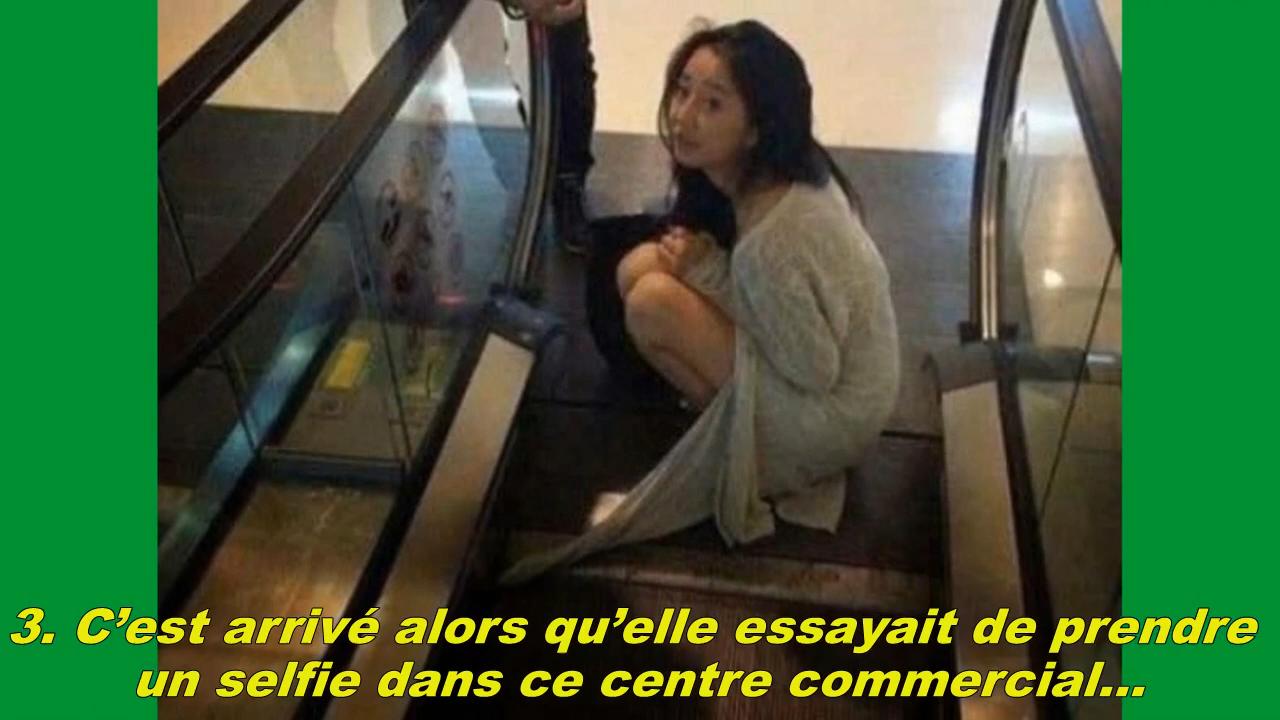 3. C’est arrivé alors qu’elle essayait de prendre
un selfie dans ce centre commercial...